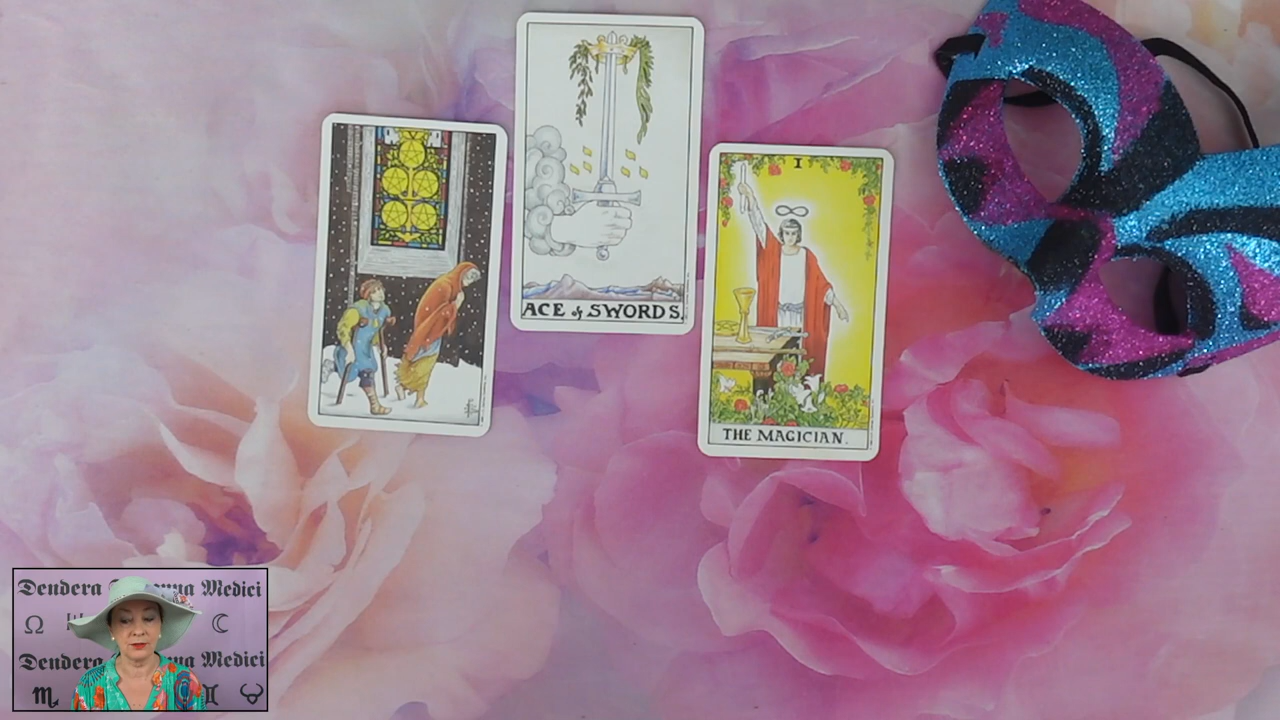 I
ACE of SWORDS.
THE MAGICIAN.
Dendera Medici
Dendera Medici